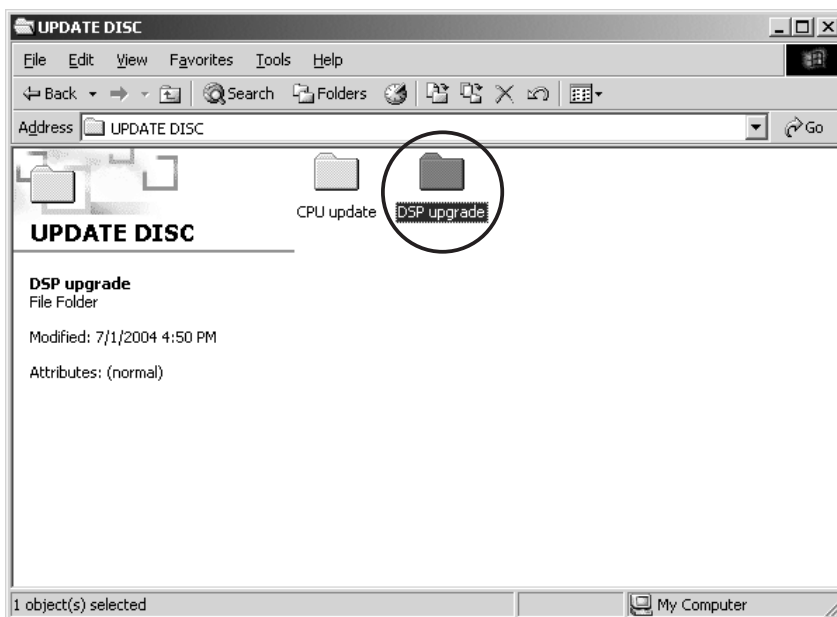 UPDATE DISC
File Edit View Favorites Tools Help
Back Search Folders
Address UPDATE DISC Go
CPU update DSP upgrade
UPDATE DISC
DSP upgrade
File Folder
Modified: 7/1/2004 4:50 PM
Attributes: (normal)
1 object(s) selected My Computer